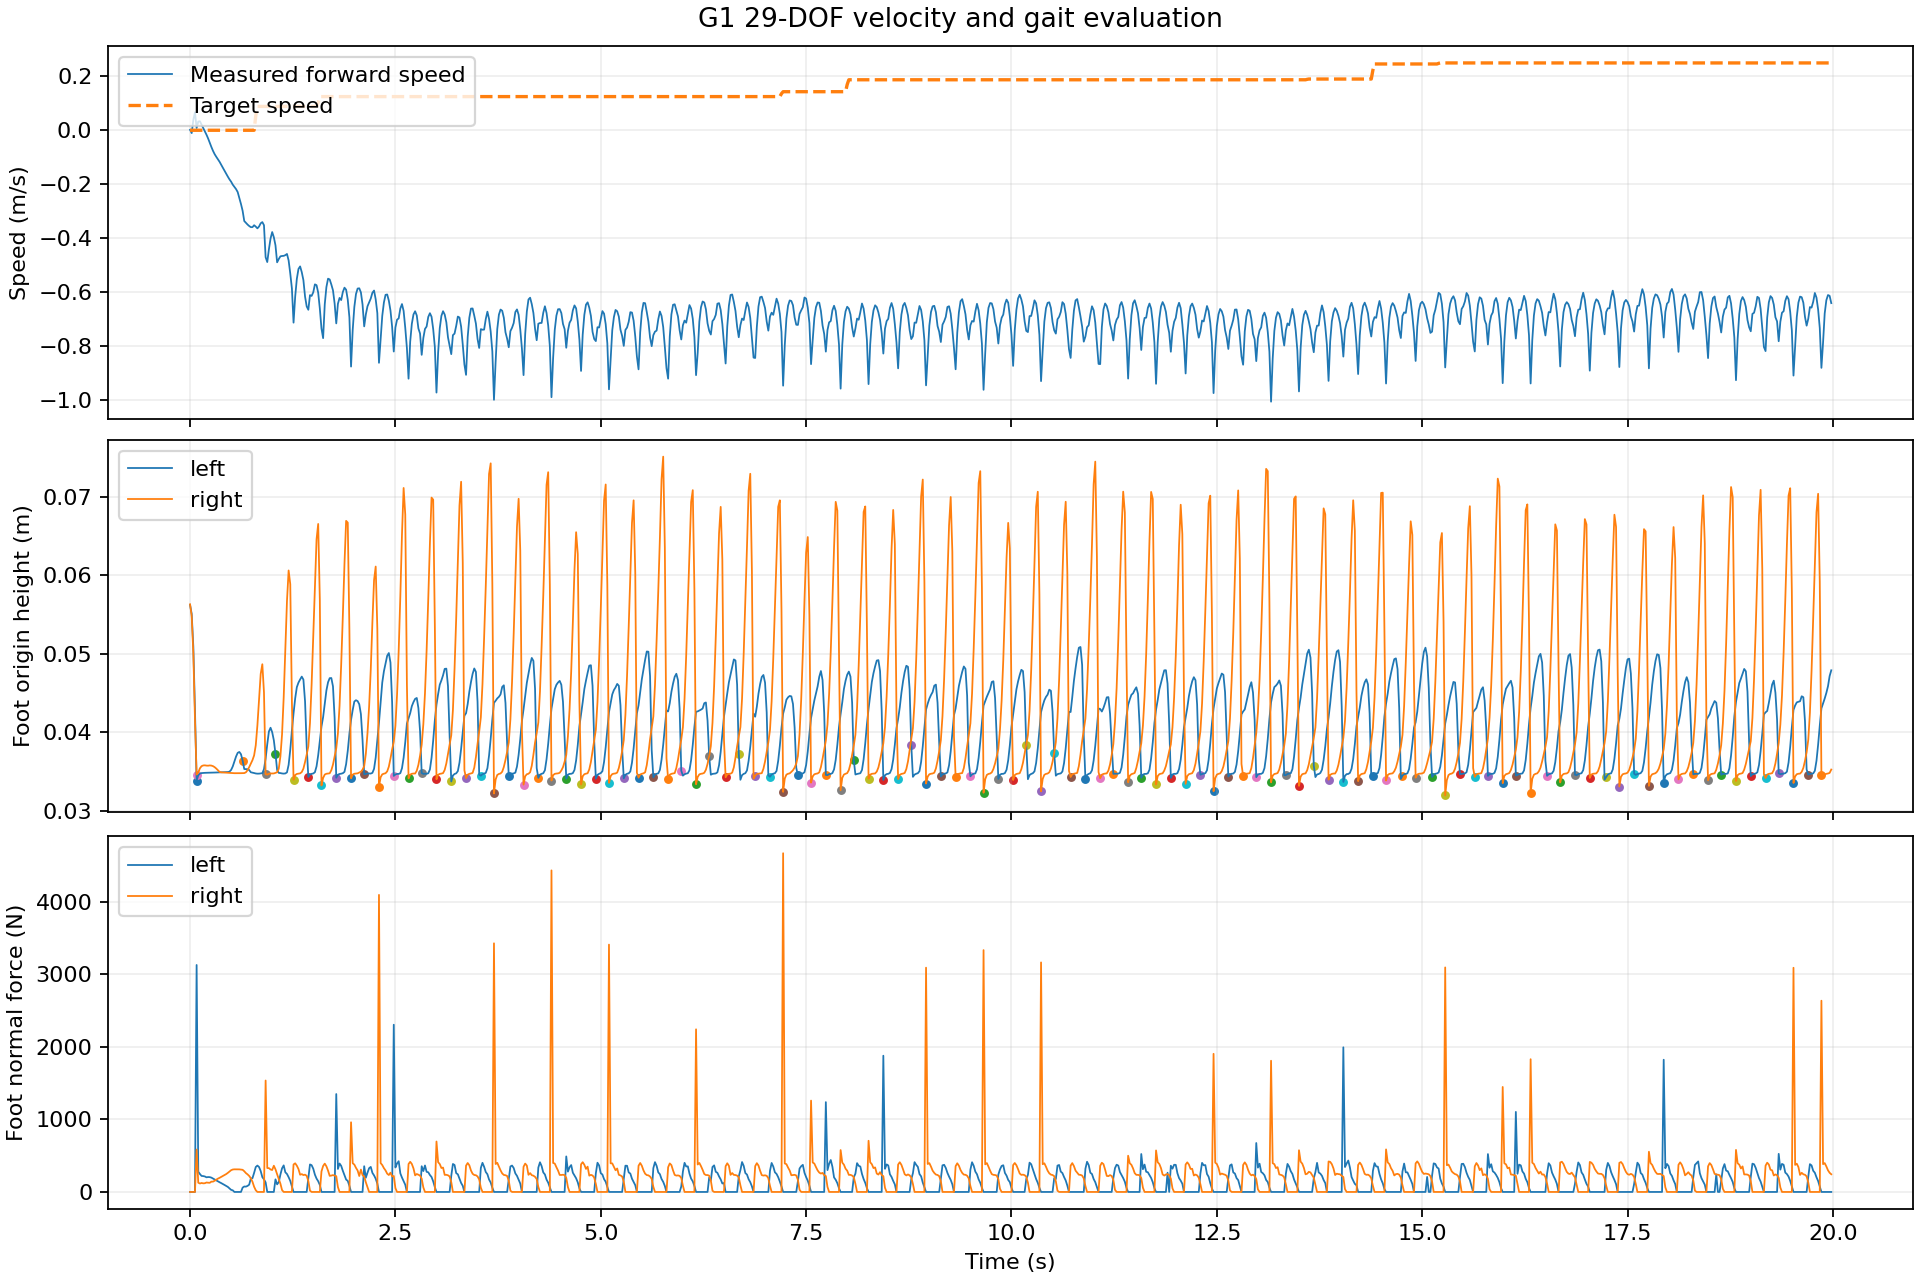 G1 29-DOF velocity and gait evaluation
Measured forward speed
Target speed
Speed (m/s)
0.2
0.0
−0.2
−0.4
−0.6
−0.8
−1.0
left
right
Foot origin height (m)
0.07
0.06
0.05
0.04
0.03
left
right
Foot normal force (N)
4000
3000
2000
1000
0
0.0 2.5 5.0 7.5 10.0 12.5 15.0 17.5 20.0
Time (s)